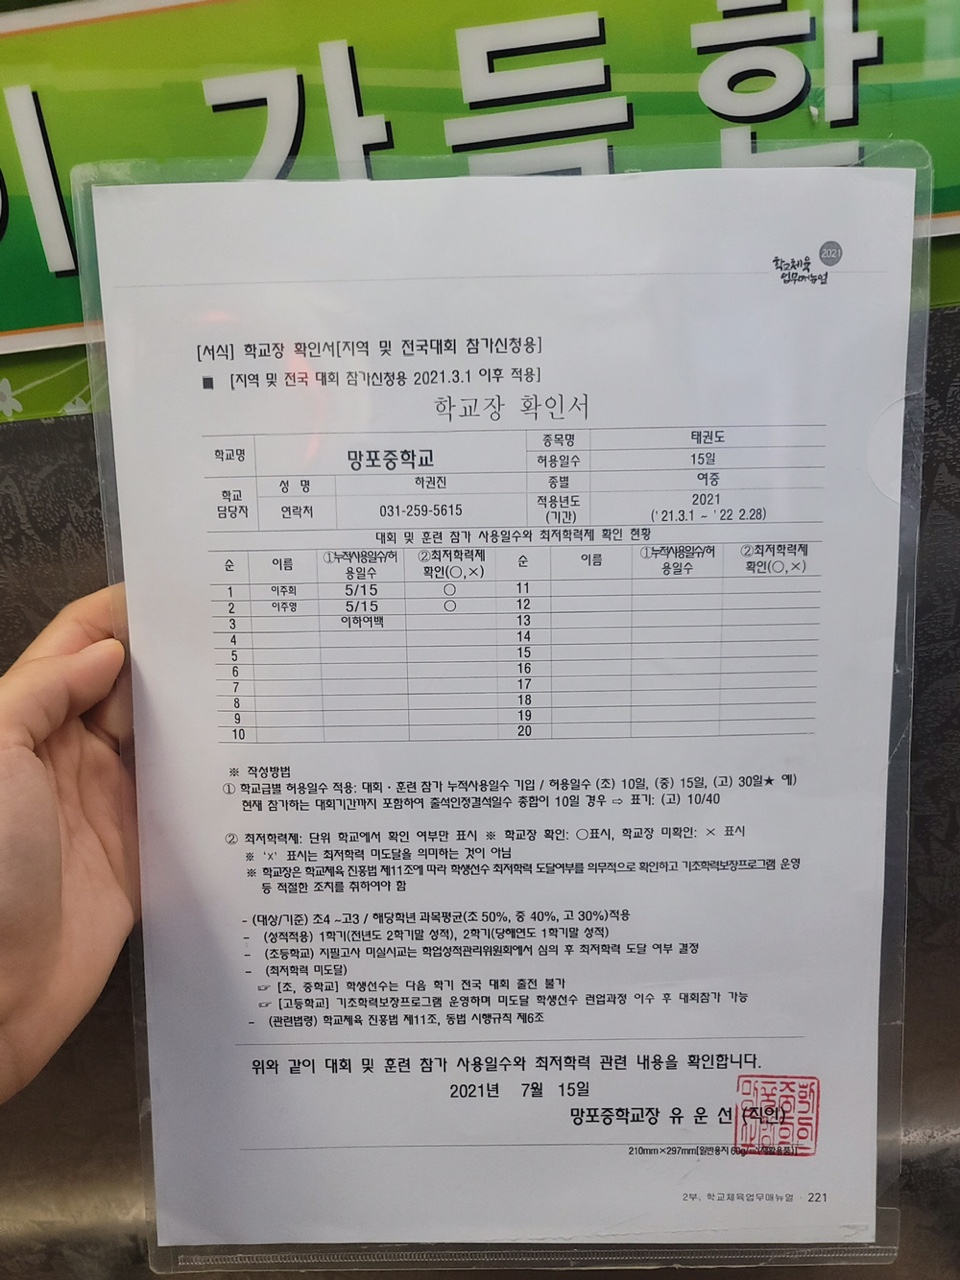 이 가득한
2021
학교체육
업무매뉴얼
[서식] 학교장 확인서[지역 및 전국대회 참가신청용]
■ [지역 및 전국 대회 참가신청용 2021.3.1 이후 적용]
학교장 확인서
학교명 망포중학교 종목명 태권도
허용일수 15일
학교 담당자 성 명 하권진 종별 여중
연락처 031-259-5615 적용년도 (기간) 2021 ('21.3.1 ~ '22 2.28)
대회 및 훈련 참가 사용일수와 최저학력제 확인 현황
순 이름 ①누적사용일수/허용일수 ②최저학력제 확인(○,×) 순 이름 ①누적사용일수/허용일수 ②최저학력제 확인(○,×)
1 이주희 5/15 ○ 11
2 이주영 5/15 ○ 12
3 이하여백 13
4 14
5 15
6 16
7 17
8 18
9 19
10 20
※ 작성방법
① 학교급별 허용일수 적용: 대회·훈련 참가 누적사용일수 기입 / 허용일수 (초) 10일, (중) 15일, (고) 30일★ 예)
현재 참가하는 대회기간까지 포함하여 출석인정결석일수 총합이 10일 경우 ⇨ 표기: (고) 10/40
② 최저학력제: 단위 학교에서 확인 여부만 표시 ※ 학교장 확인: ○표시, 학교장 미확인: × 표시
※ 'x' 표시는 최저학력 미도달을 의미하는 것이 아님
※ 학교장은 학교체육 진흥법 제11조에 따라 학생선수 최저학력 도달여부를 의무적으로 확인하고 기초학력보장프로그램 운영
등 적절한 조치를 취하여야 함
- (대상/기준) 초4 ~고3 / 해당학년 과목평균(초 50%, 중 40%, 고 30%)적용
- (성적적용) 1학기(전년도 2학기말 성적), 2학기(당해연도 1학기말 성적)
- (초등학교) 지필고사 미실시교는 학업성적관리위원회에서 심의 후 최저학력 도달 여부 결정
- (최저학력 미도달)
☞ [초, 중학교] 학생선수는 다음 학기 전국 대회 출전 불가
☞ [고등학교] 기초학력보장프로그램 운영하며 미도달 학생선수 련업과정 이수 후 대회참가 가능
- (관련법령) 학교체육 진흥법 제11조, 동법 시행규칙 제6조
위와 같이 대회 및 훈련 참가 사용일수와 최저학력 관련 내용을 확인합니다.
2021년 7월 15일
망포중학교장 유 운 선 (직인)
210mm×297mm[일반용지 60g/
2부. 학교체육업무매뉴얼 · 221